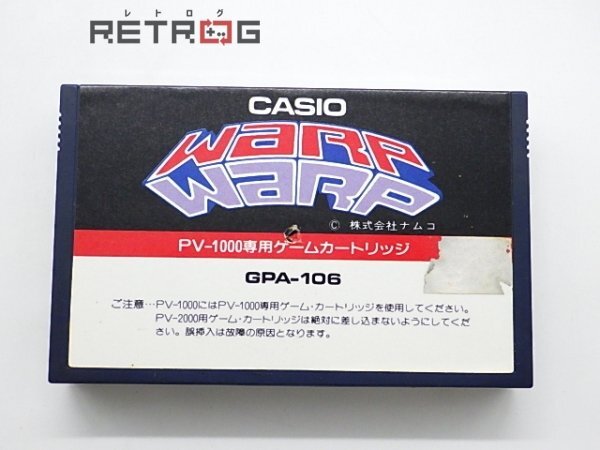 レトログ
RETROG
CASIO
WARP
WARP
© 株式会社ナムコ
PV-1000専用ゲームカートリッジ
GPA-106
ご注意…PV-1000にはPV-1000専用ゲーム・カートリッジを使用してください。
PV-2000用ゲーム・カートリッジは絶対に差し込まないようにしてくだ
さい。誤挿入は故障の原因となります。